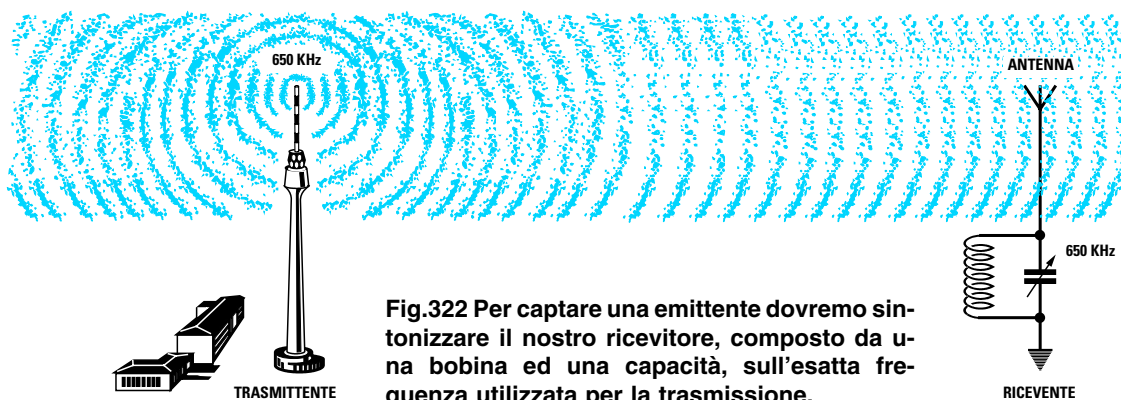 650 KHz
ANTENNA
650 KHz
Fig.322 Per captare una emittente dovremo sin-
tonizzare il nostro ricevitore, composto da u-
na bobina ed una capacità, sull'esatta fre-
quenza utilizzata per la trasmissione.
TRASMITTENTE
RICEVENTE